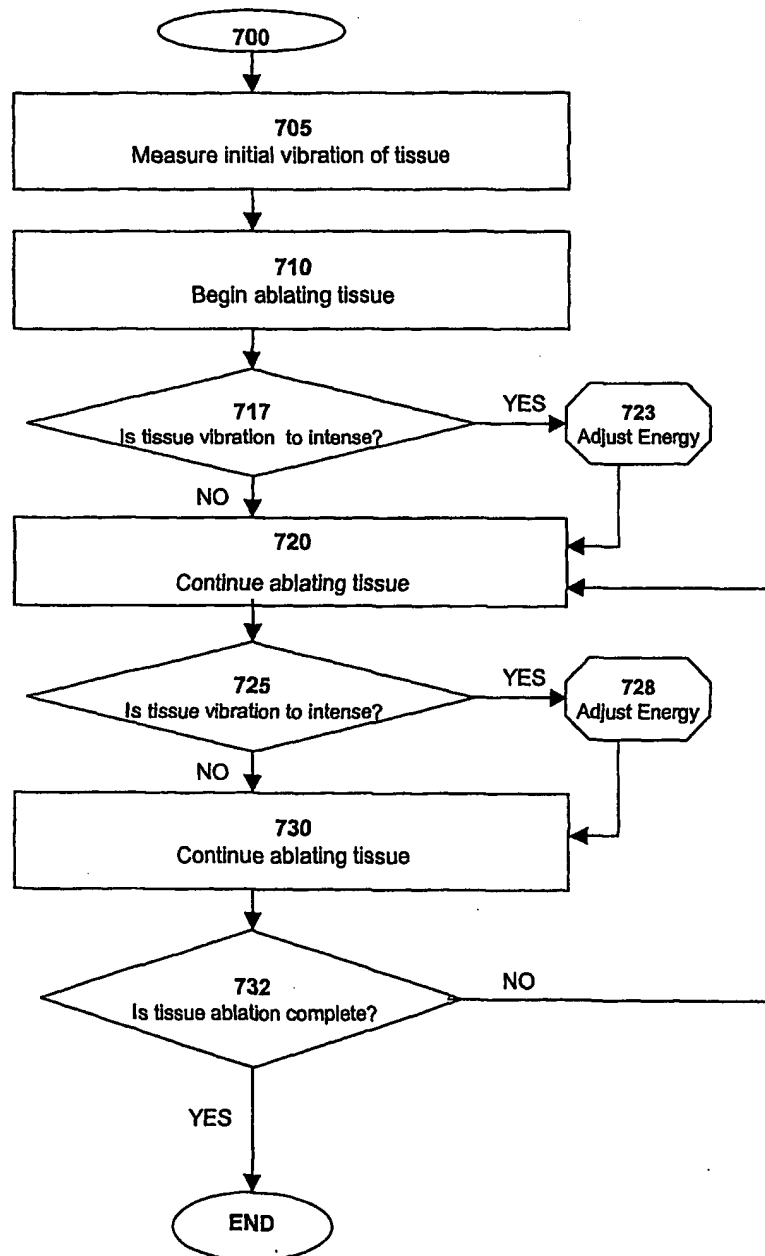 700
705
Measure initial vibration of tissue
710
Begin ablating tissue
717
Is tissue vibration to intense?
YES
723
Adjust Energy
NO
720
Continue ablating tissue
725
Is tissue vibration to intense?
YES
728
Adjust Energy
NO
730
Continue ablating tissue
732
Is tissue ablation complete?
NO
YES
END